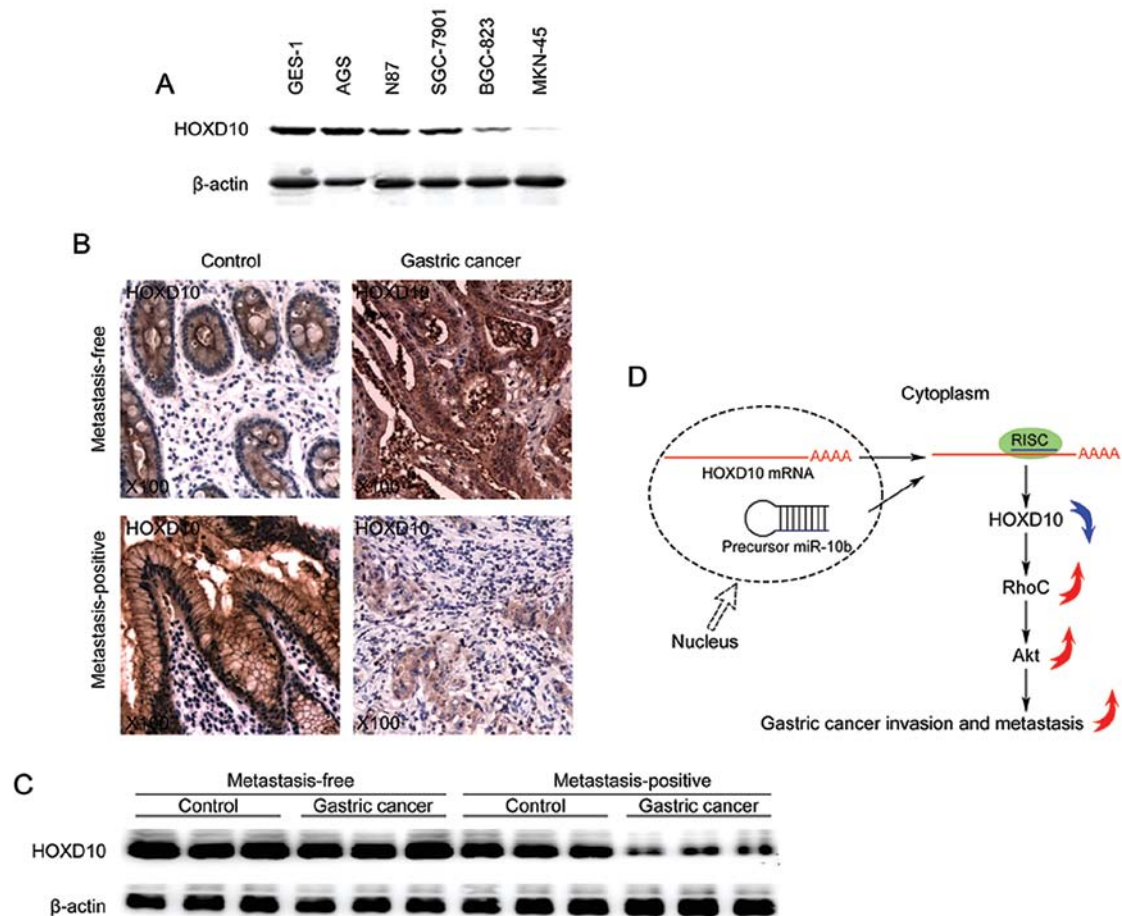 A
GES-1
AGS
N87
SGC-7901
BGC-823
MKN-45
HOXD10
β-actin
B
Control
Gastric cancer
Metastasis-free
HOXD10
X100
HOXD10
X100
Metastasis-positive
HOXD10
X100
HOXD10
X100
C
Metastasis-free
Metastasis-positive
Control
Gastric cancer
Control
Gastric cancer
HOXD10
β-actin
D
Cytoplasm
AAAA
HOXD10 mRNA
Precursor miR-10b
Nucleus
RISC
AAAA
HOXD10
RhoC
Akt
Gastric cancer invasion and metastasis